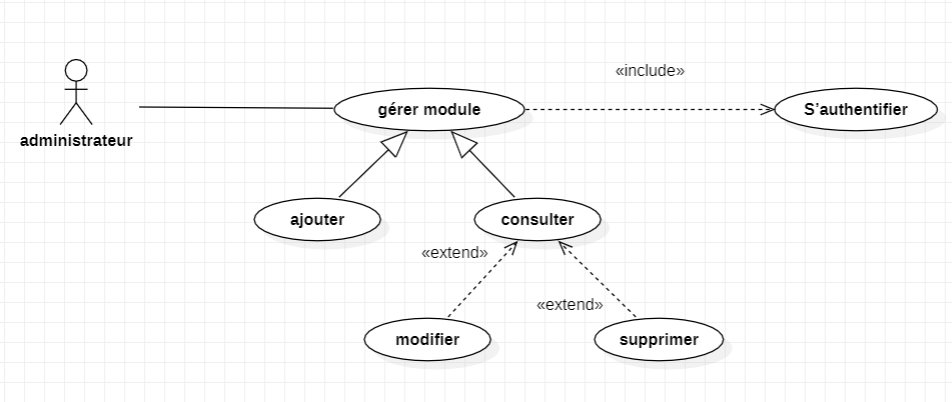 «include»
gérer module
S'authentifier
administrateur
ajouter
consulter
«extend»
«extend»
modifier
supprimer